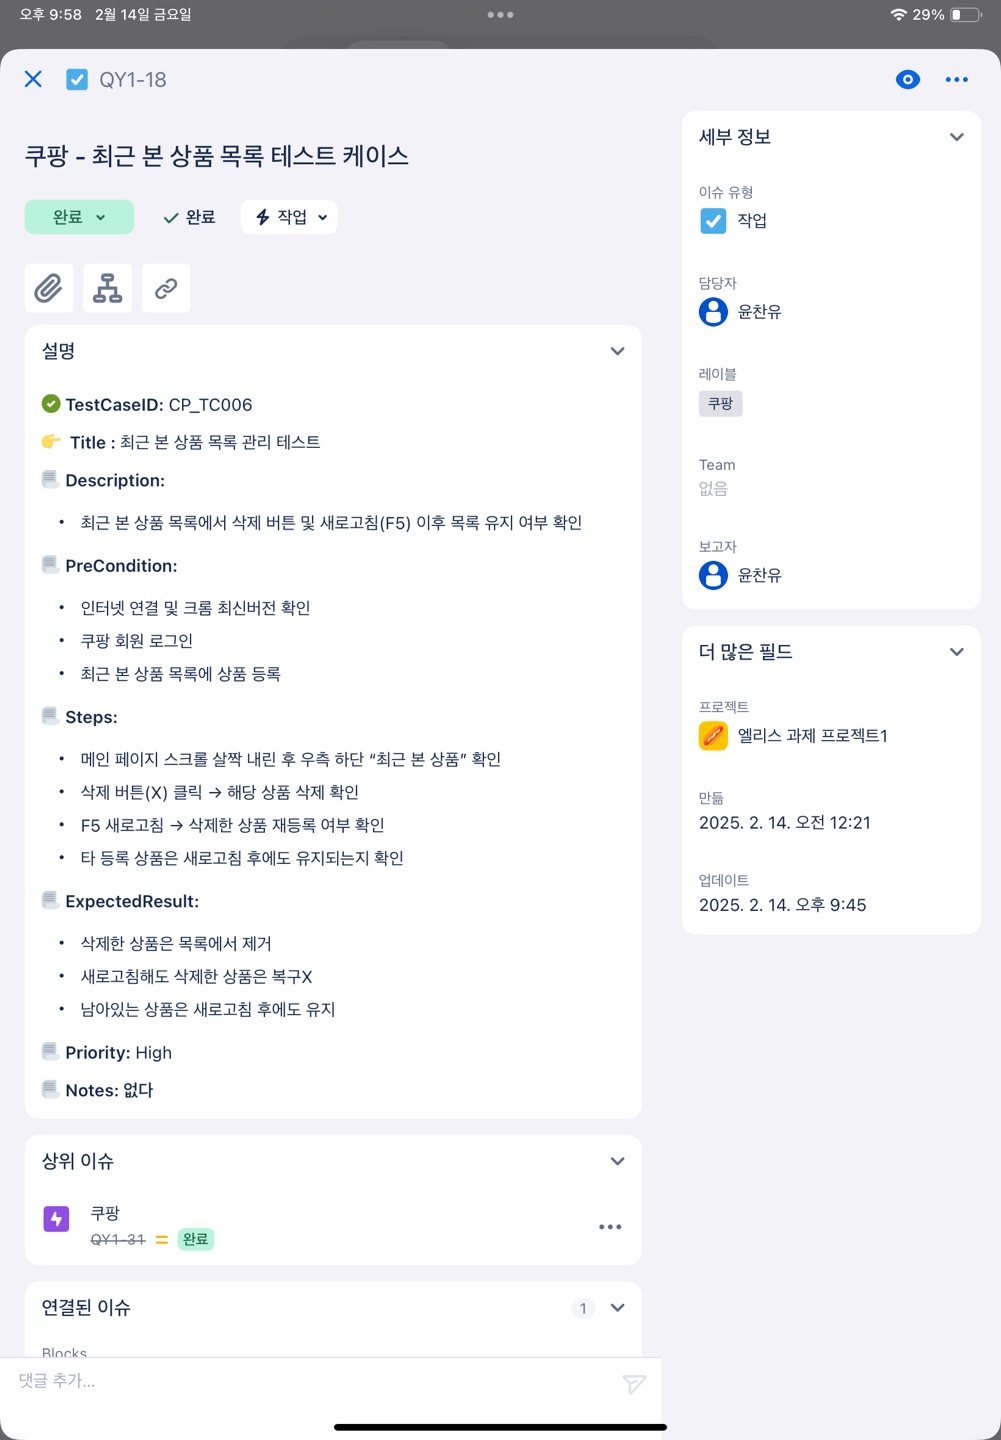 오후 9:58 2월 14일 금요일
29%
QY1-18
쿠팡 - 최근 본 상품 목록 테스트 케이스
완료
완료
작업
설명
TestCaseID: CP_TC006
Title : 최근 본 상품 목록 관리 테스트
Description:
• 최근 본 상품 목록에서 삭제 버튼 및 새로고침(F5) 이후 목록 유지 여부 확인
PreCondition:
• 인터넷 연결 및 크롬 최신버전 확인
• 쿠팡 회원 로그인
• 최근 본 상품 목록에 상품 등록
Steps:
• 메인 페이지 스크롤 살짝 내린 후 우측 하단 “최근 본 상품” 확인
• 삭제 버튼(X) 클릭 → 해당 상품 삭제 확인
• F5 새로고침 → 삭제한 상품 재등록 여부 확인
• 타 등록 상품은 새로고침 후에도 유지되는지 확인
ExpectedResult:
• 삭제한 상품은 목록에서 제거
• 새로고침해도 삭제한 상품은 복구X
• 남아있는 상품은 새로고침 후에도 유지
Priority: High
Notes: 없다
상위 이슈
쿠팡
QY1-31
완료
연결된 이슈
1
Blocks
댓글 추가...
세부 정보
이슈 유형
작업
담당자
윤찬유
레이블
쿠팡
Team
없음
보고자
윤찬유
더 많은 필드
프로젝트
엘리스 과제 프로젝트1
만듦
2025. 2. 14. 오전 12:21
업데이트
2025. 2. 14. 오후 9:45